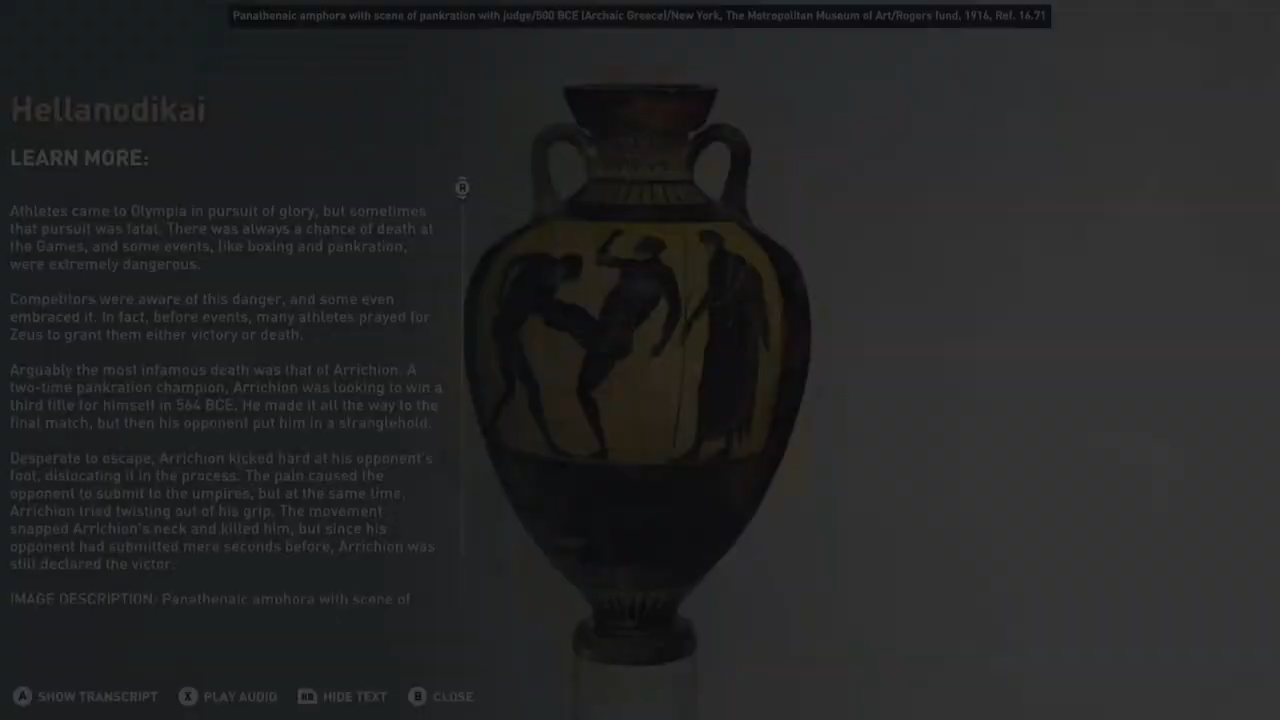 Panathenaic amphora with scene of pankration with judge/500 BCE (Archaic Greece)/New York, The Metropolitan Museum of Art/Rogers fund, 1916, Ref. 16.71
Hellanodikai
LEARN MORE:
R
Athletes came to Olympia in pursuit of glory, but sometimes
that pursuit was fatal. There was always a chance of death at
the Games, and some events, like boxing and pankration,
were extremely dangerous.
Competitors were aware of this danger, and some even
embraced it. In fact, before events, many athletes prayed for
Zeus to grant them either victory or death.
Arguably the most infamous death was that of Arrichion. A
two-time pankration champion, Arrichion was looking to win a
third title for himself in 564 BCE. He made it all the way to the
final match, but then his opponent put him in a stranglehold.
Desperate to escape, Arrichion kicked hard at his opponent's
foot, dislocating it in the process. The pain caused the
opponent to submit to the umpires, but at the same time,
Arrichion tried twisting out of his grip. The movement
snapped Arrichion's neck and killed him, but since his
opponent had submitted mere seconds before, Arrichion was
still declared the victor.
IMAGE DESCRIPTION: Panathenaic amphora with scene of
A SHOW TRANSCRIPT X PLAY AUDIO RB HIDE TEXT B CLOSE